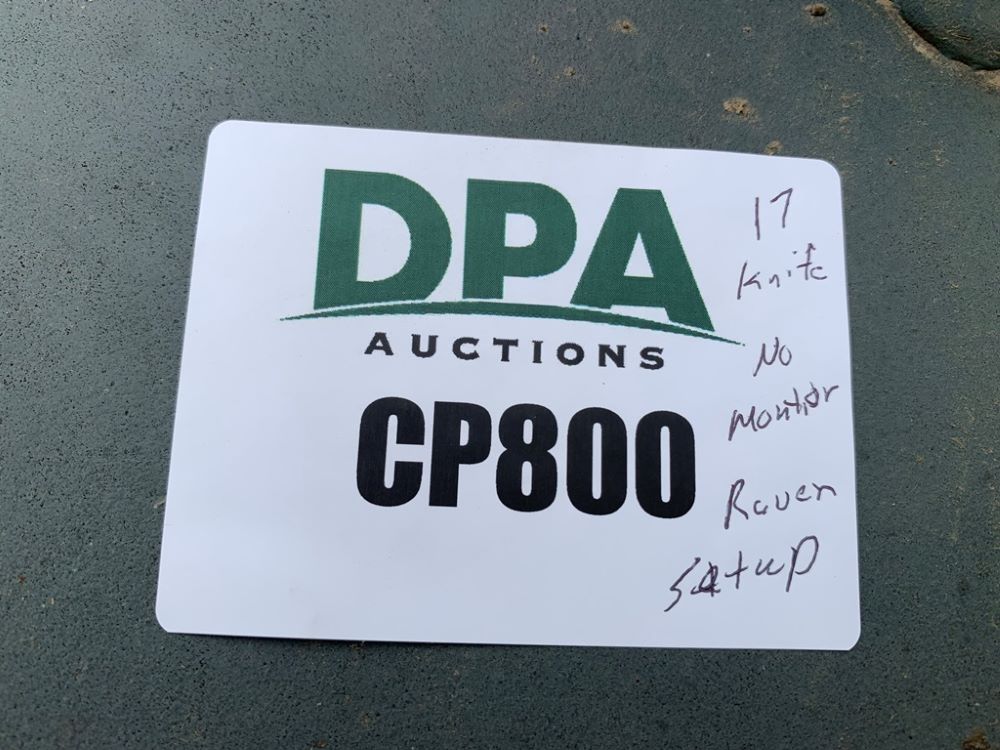 DPA
AUCTIONS
CP800
17
Knife
No
Monitor
Raven
Setup